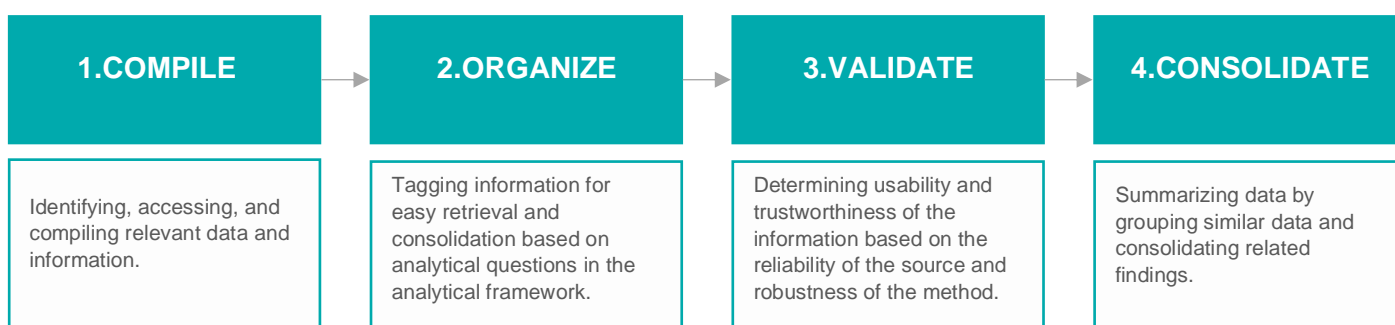 1.COMPILE
2.ORGANIZE
3.VALIDATE
4.CONSOLIDATE
Identifying, accessing, and
compiling relevant data and
information.
Tagging information for
easy retrieval and
consolidation based on
analytical questions in the
analytical framework.
Determining usability and
trustworthiness of the
information based on the
reliability of the source and
robustness of the method.
Summarizing data by
grouping similar data and
consolidating related
findings.